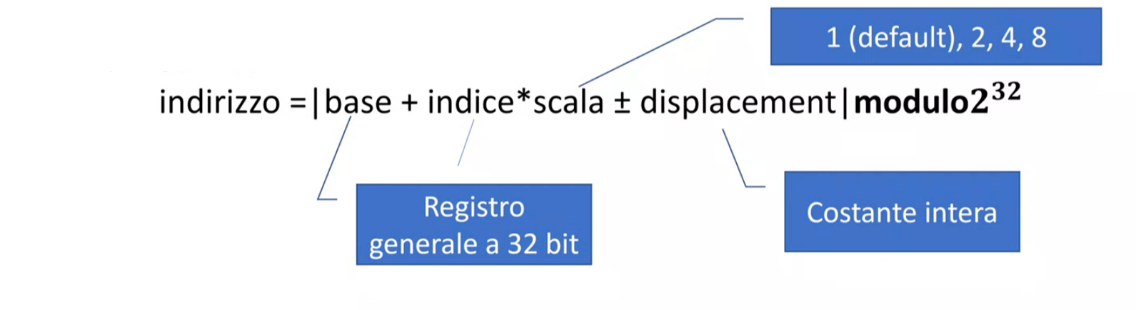 1 (default), 2, 4, 8
indirizzo =|base + indice*scala ± displacement|modulo2³²
Registro
generale a 32 bit
Costante intera